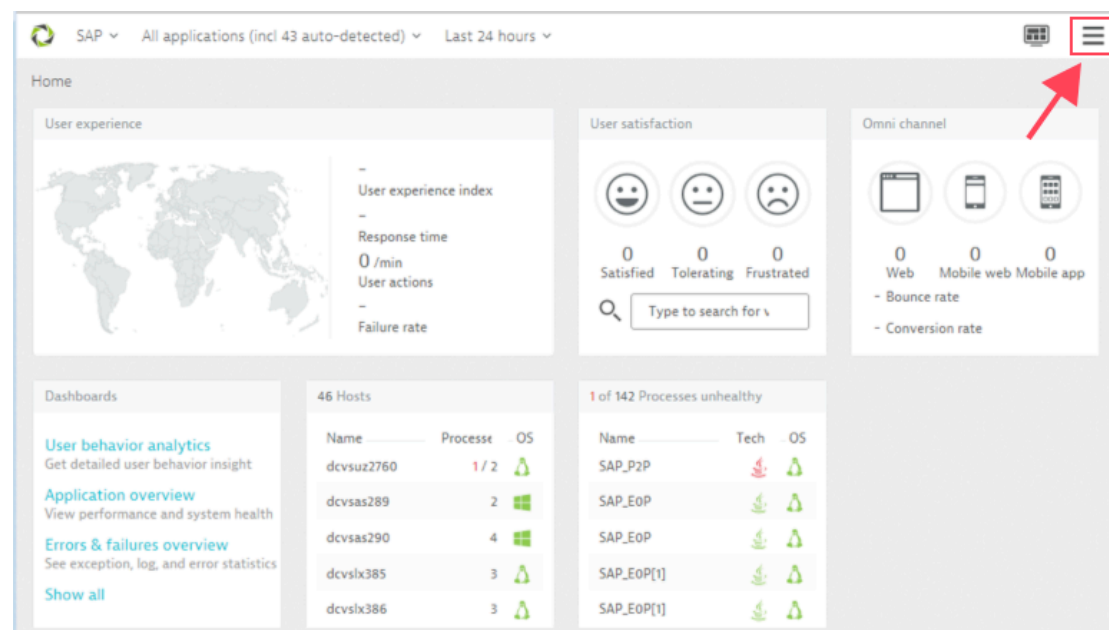 SAP All applications (incl 43 auto-detected) Last 24 hours
Home
User experience
–
User experience index
–
Response time
0 /min
User actions
–
Failure rate
User satisfaction
0 0 0
Satisfied Tolerating Frustrated
Type to search for
Omni channel
0 0 0
Web Mobile web Mobile app
- Bounce rate
- Conversion rate
Dashboards
User behavior analytics
Get detailed user behavior insight
Application overview
View performance and system health
Errors & failures overview
See exception, log, and error statistics
Show all
46 Hosts
Name Processe OS
dcvsuz2760 1 / 2
dcvsas289 2
dcvsas290 4
dcvslx385 3
dcvslx386 3
1 of 142 Processes unhealthy
Name Tech OS
SAP_P2P
SAP_E0P
SAP_E0P
SAP_E0P[1]
SAP_E0P[1]